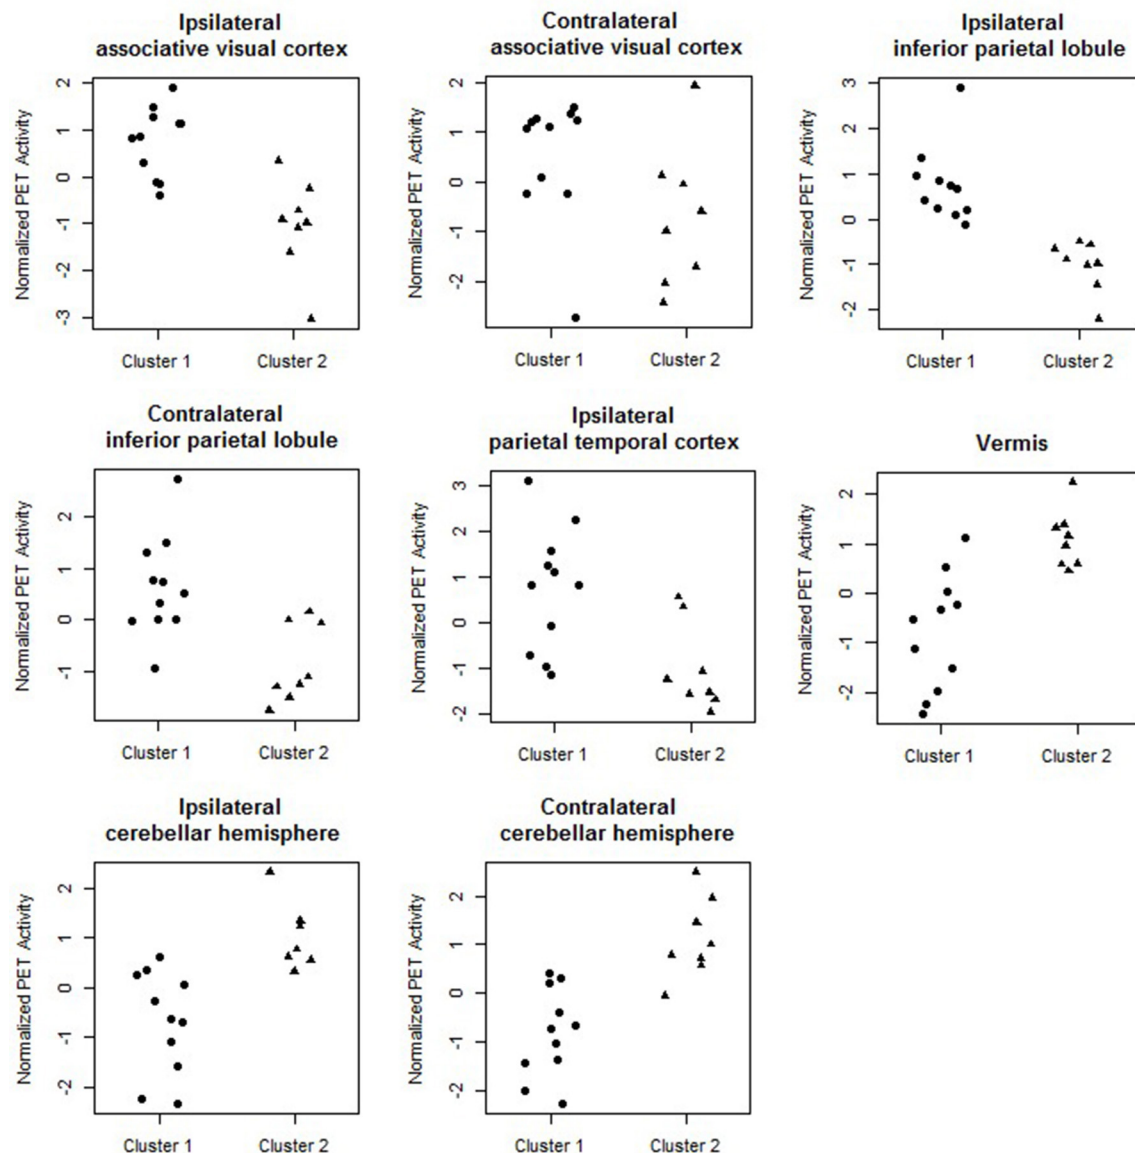 Ipsilateral
associative visual cortex
Normalized PET Activity
2
1
0
-1
-2
-3
Cluster 1
Cluster 2
Contralateral
associative visual cortex
Normalized PET Activity
2
1
0
-2
Cluster 1
Cluster 2
Ipsilateral
inferior parietal lobule
Normalized PET Activity
3
2
1
0
-1
-2
Cluster 1
Cluster 2
Contralateral
inferior parietal lobule
Normalized PET Activity
2
1
0
-1
Cluster 1
Cluster 2
Ipsilateral
parietal temporal cortex
Normalized PET Activity
3
2
1
0
-1
-2
Cluster 1
Cluster 2
Vermis
Normalized PET Activity
2
1
0
-1
-2
Cluster 1
Cluster 2
Ipsilateral
cerebellar hemisphere
Normalized PET Activity
2
1
0
-1
-2
Cluster 1
Cluster 2
Contralateral
cerebellar hemisphere
Normalized PET Activity
2
1
0
-1
-2
Cluster 1
Cluster 2